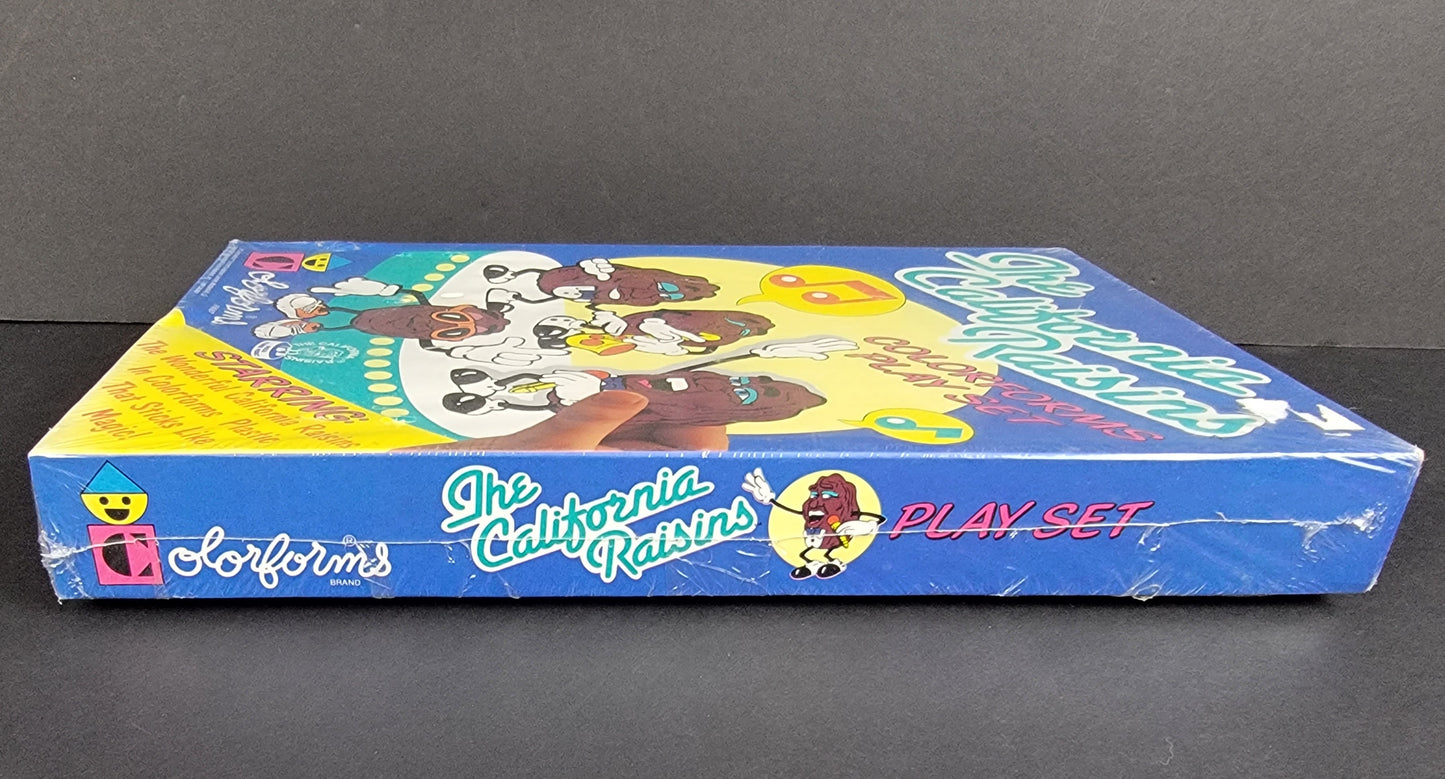 The
California
Raisins
COLORFORMS
PLAY SET
STARRING:
The Wonderful California Raisins
In Colorforms Plastic
That Sticks Like
Magic!
Colorforms
The
California
Raisins
PLAY SET
Colorforms®
BRAND